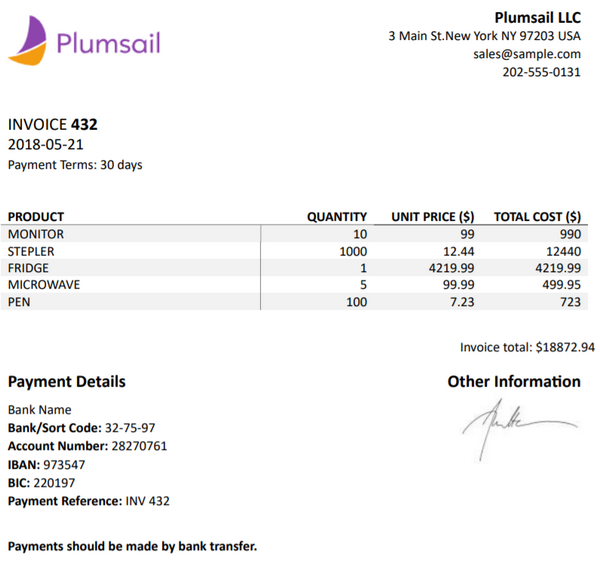 Plumsail
Plumsail LLC
3 Main St.New York NY 97203 USA
sales@sample.com
202-555-0131
INVOICE 432
2018-05-21
Payment Terms: 30 days
PRODUCT QUANTITY UNIT PRICE ($) TOTAL COST ($)
MONITOR 10 99 990
STEPLER 1000 12.44 12440
FRIDGE 1 4219.99 4219.99
MICROWAVE 5 99.99 499.95
PEN 100 7.23 723
Invoice total: $18872.94
Payment Details
Bank Name
Bank/Sort Code: 32-75-97
Account Number: 28270761
IBAN: 973547
BIC: 220197
Payment Reference: INV 432
Other Information
Payments should be made by bank transfer.